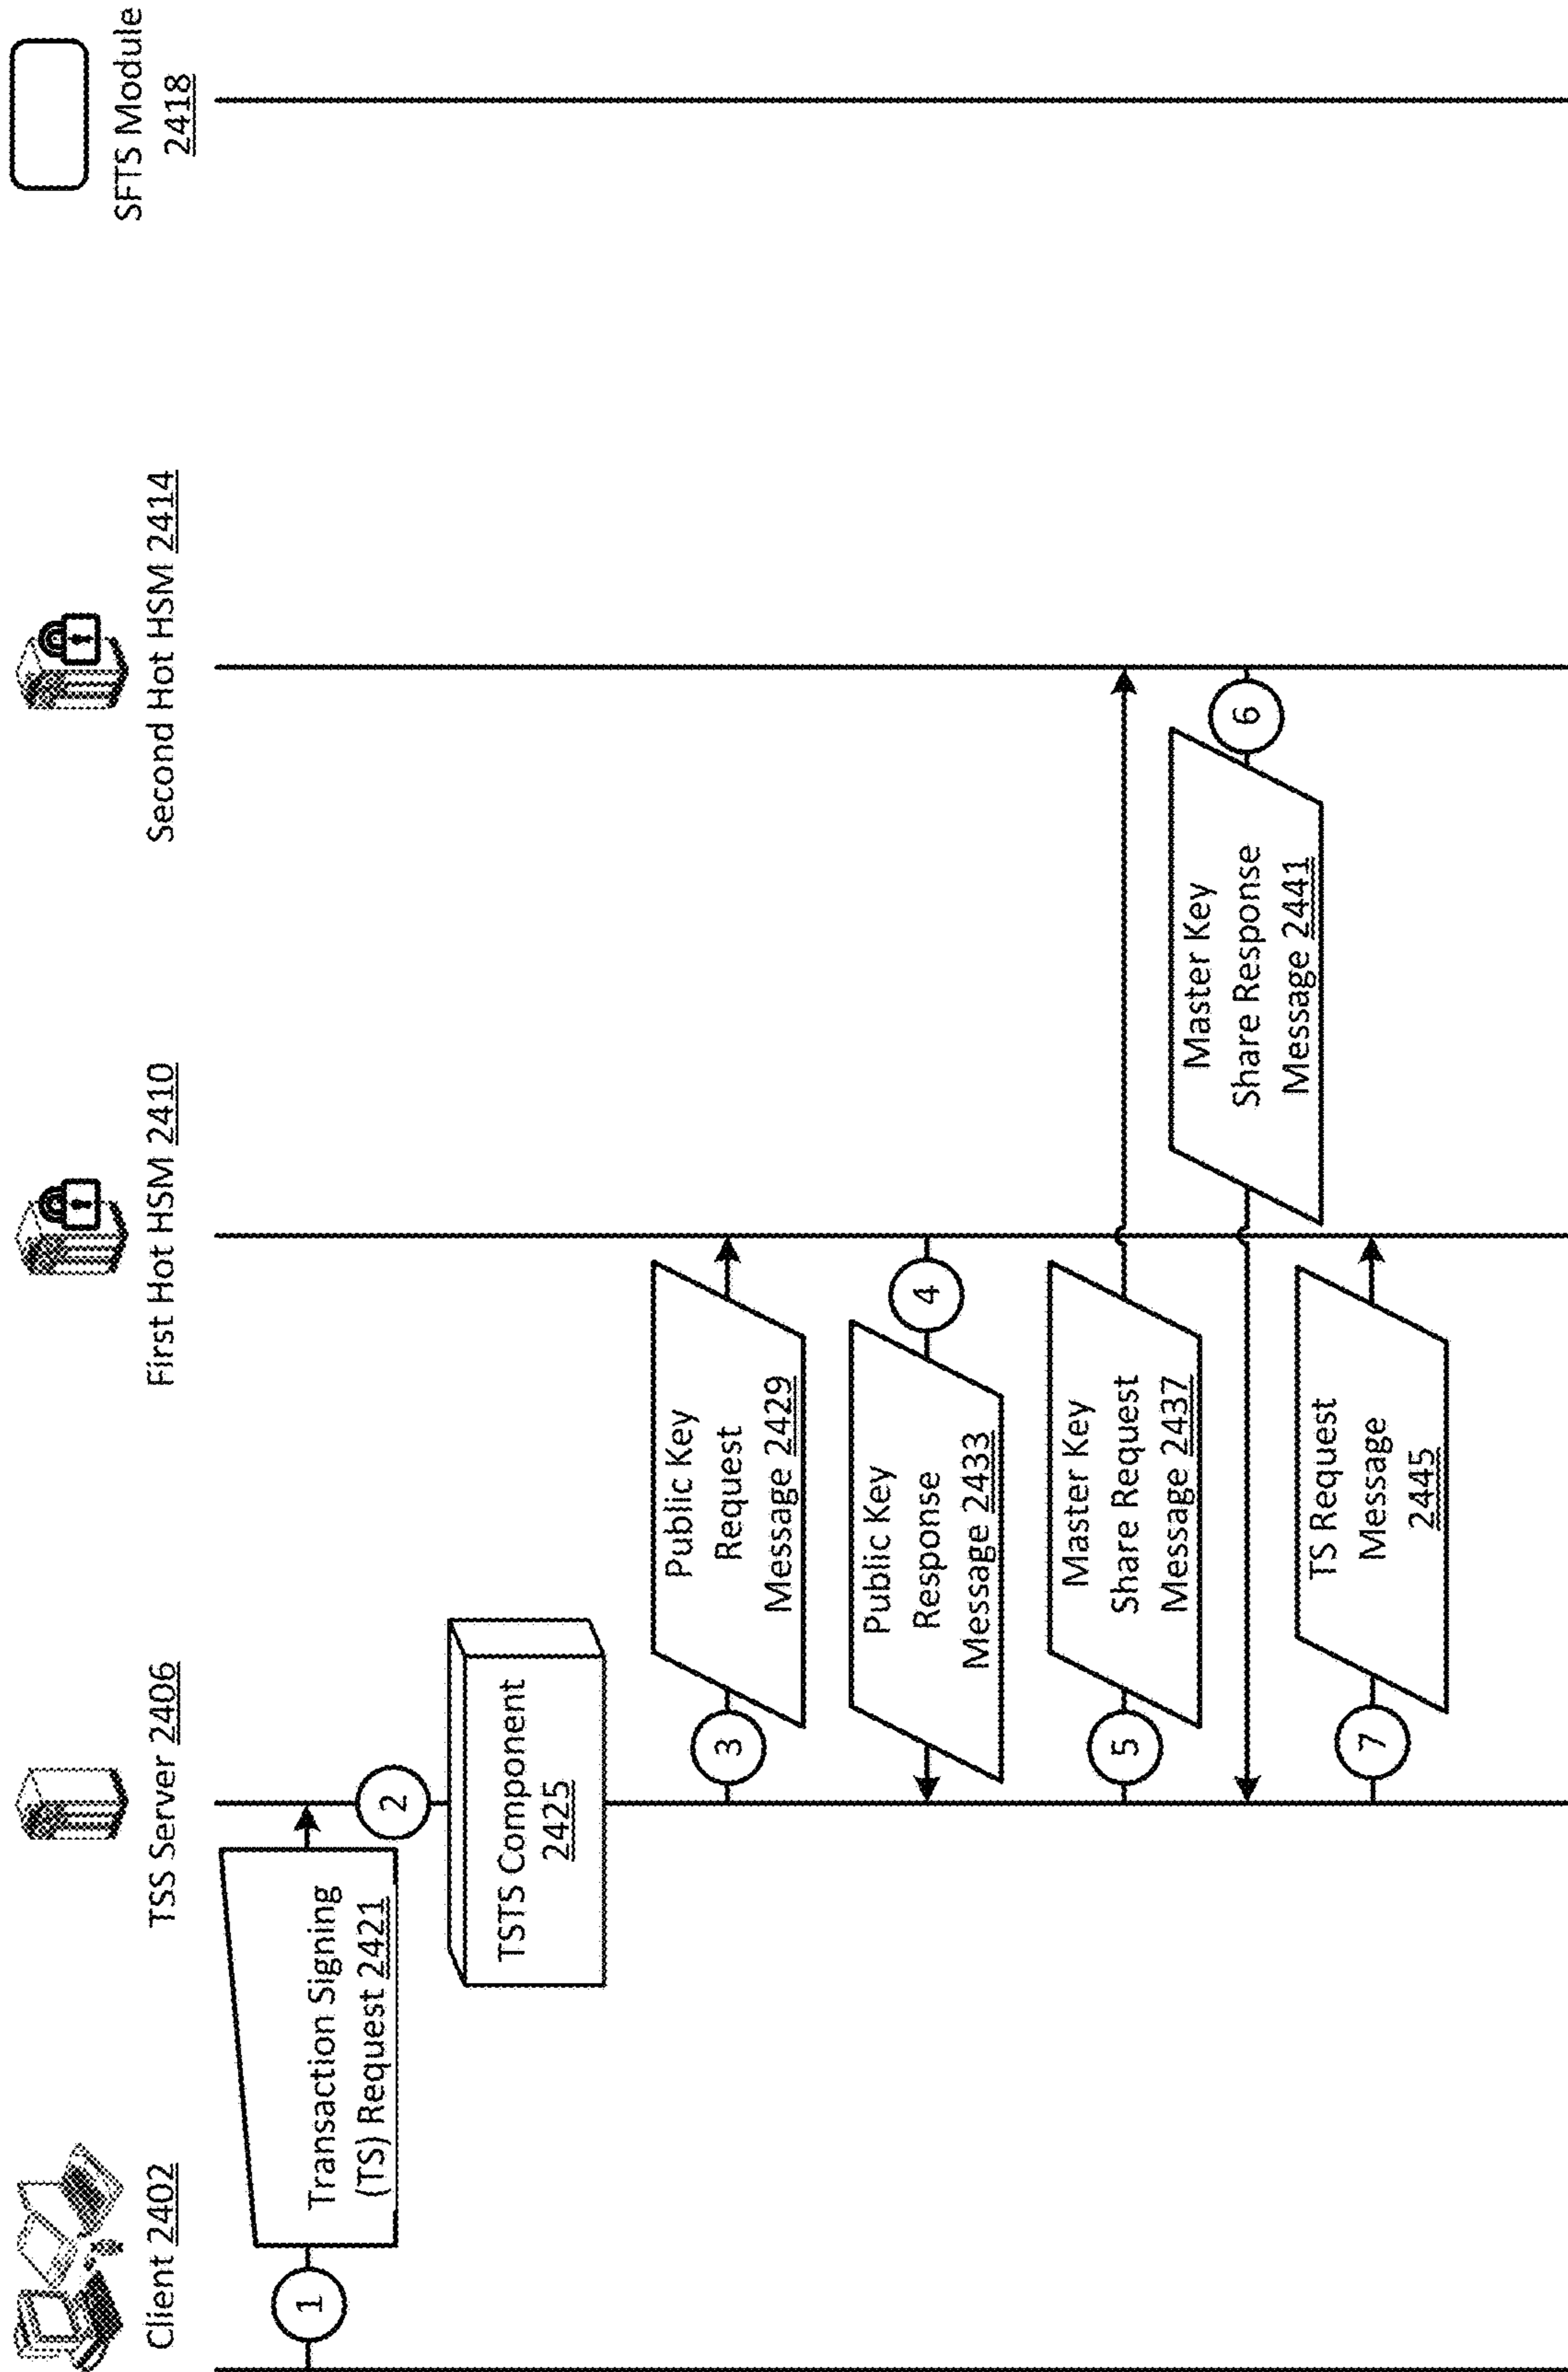 Client 2402
TSS Server 2406
First Hot HSM 2410
Second Hot HSM 2414
SFTS Module
2418
1
Transaction Signing
(TS) Request 2421
2
TSTS Component
2425
3
Public Key
Request
Message 2429
4
Public Key
Response
Message 2433
5
Master Key
Share Request
Message 2437
6
Master Key
Share Response
Message 2441
7
TS Request
Message
2445